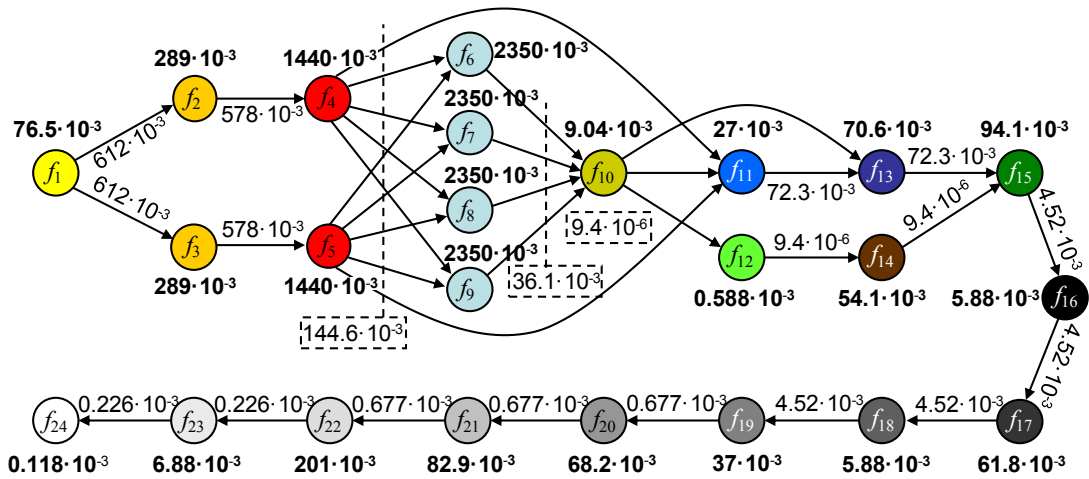 289· 10⁻³
1440· 10⁻³
f₆
2350· 10⁻³
f₂
578· 10⁻³
f₄
2350· 10⁻³
76.5· 10⁻³
612· 10⁻³
f₇
9.04· 10⁻³
27· 10⁻³
70.6· 10⁻³
94.1· 10⁻³
f₁
2350· 10⁻³
f₁₀
f₁₁
72.3· 10⁻³
f₁₃
72.3· 10⁻³
f₁₅
612· 10⁻³
f₈
9.4· 10⁻⁶
9.4· 10⁻⁶
4.52· 10⁻³
f₃
578· 10⁻³
f₅
2350· 10⁻³
f₁₂
9.4· 10⁻⁶
f₁₄
289· 10⁻³
1440· 10⁻³
f₉
36.1· 10⁻³
0.588· 10⁻³
54.1· 10⁻³
5.88· 10⁻³
f₁₆
144.6· 10⁻³
4.52· 10⁻³
f₂₄
0.226· 10⁻³
f₂₃
0.226· 10⁻³
f₂₂
0.677· 10⁻³
f₂₁
0.677· 10⁻³
f₂₀
0.677· 10⁻³
f₁₉
4.52· 10⁻³
f₁₈
4.52· 10⁻³
f₁₇
0.118· 10⁻³
6.88· 10⁻³
201· 10⁻³
82.9· 10⁻³
68.2· 10⁻³
37· 10⁻³
5.88· 10⁻³
61.8· 10⁻³